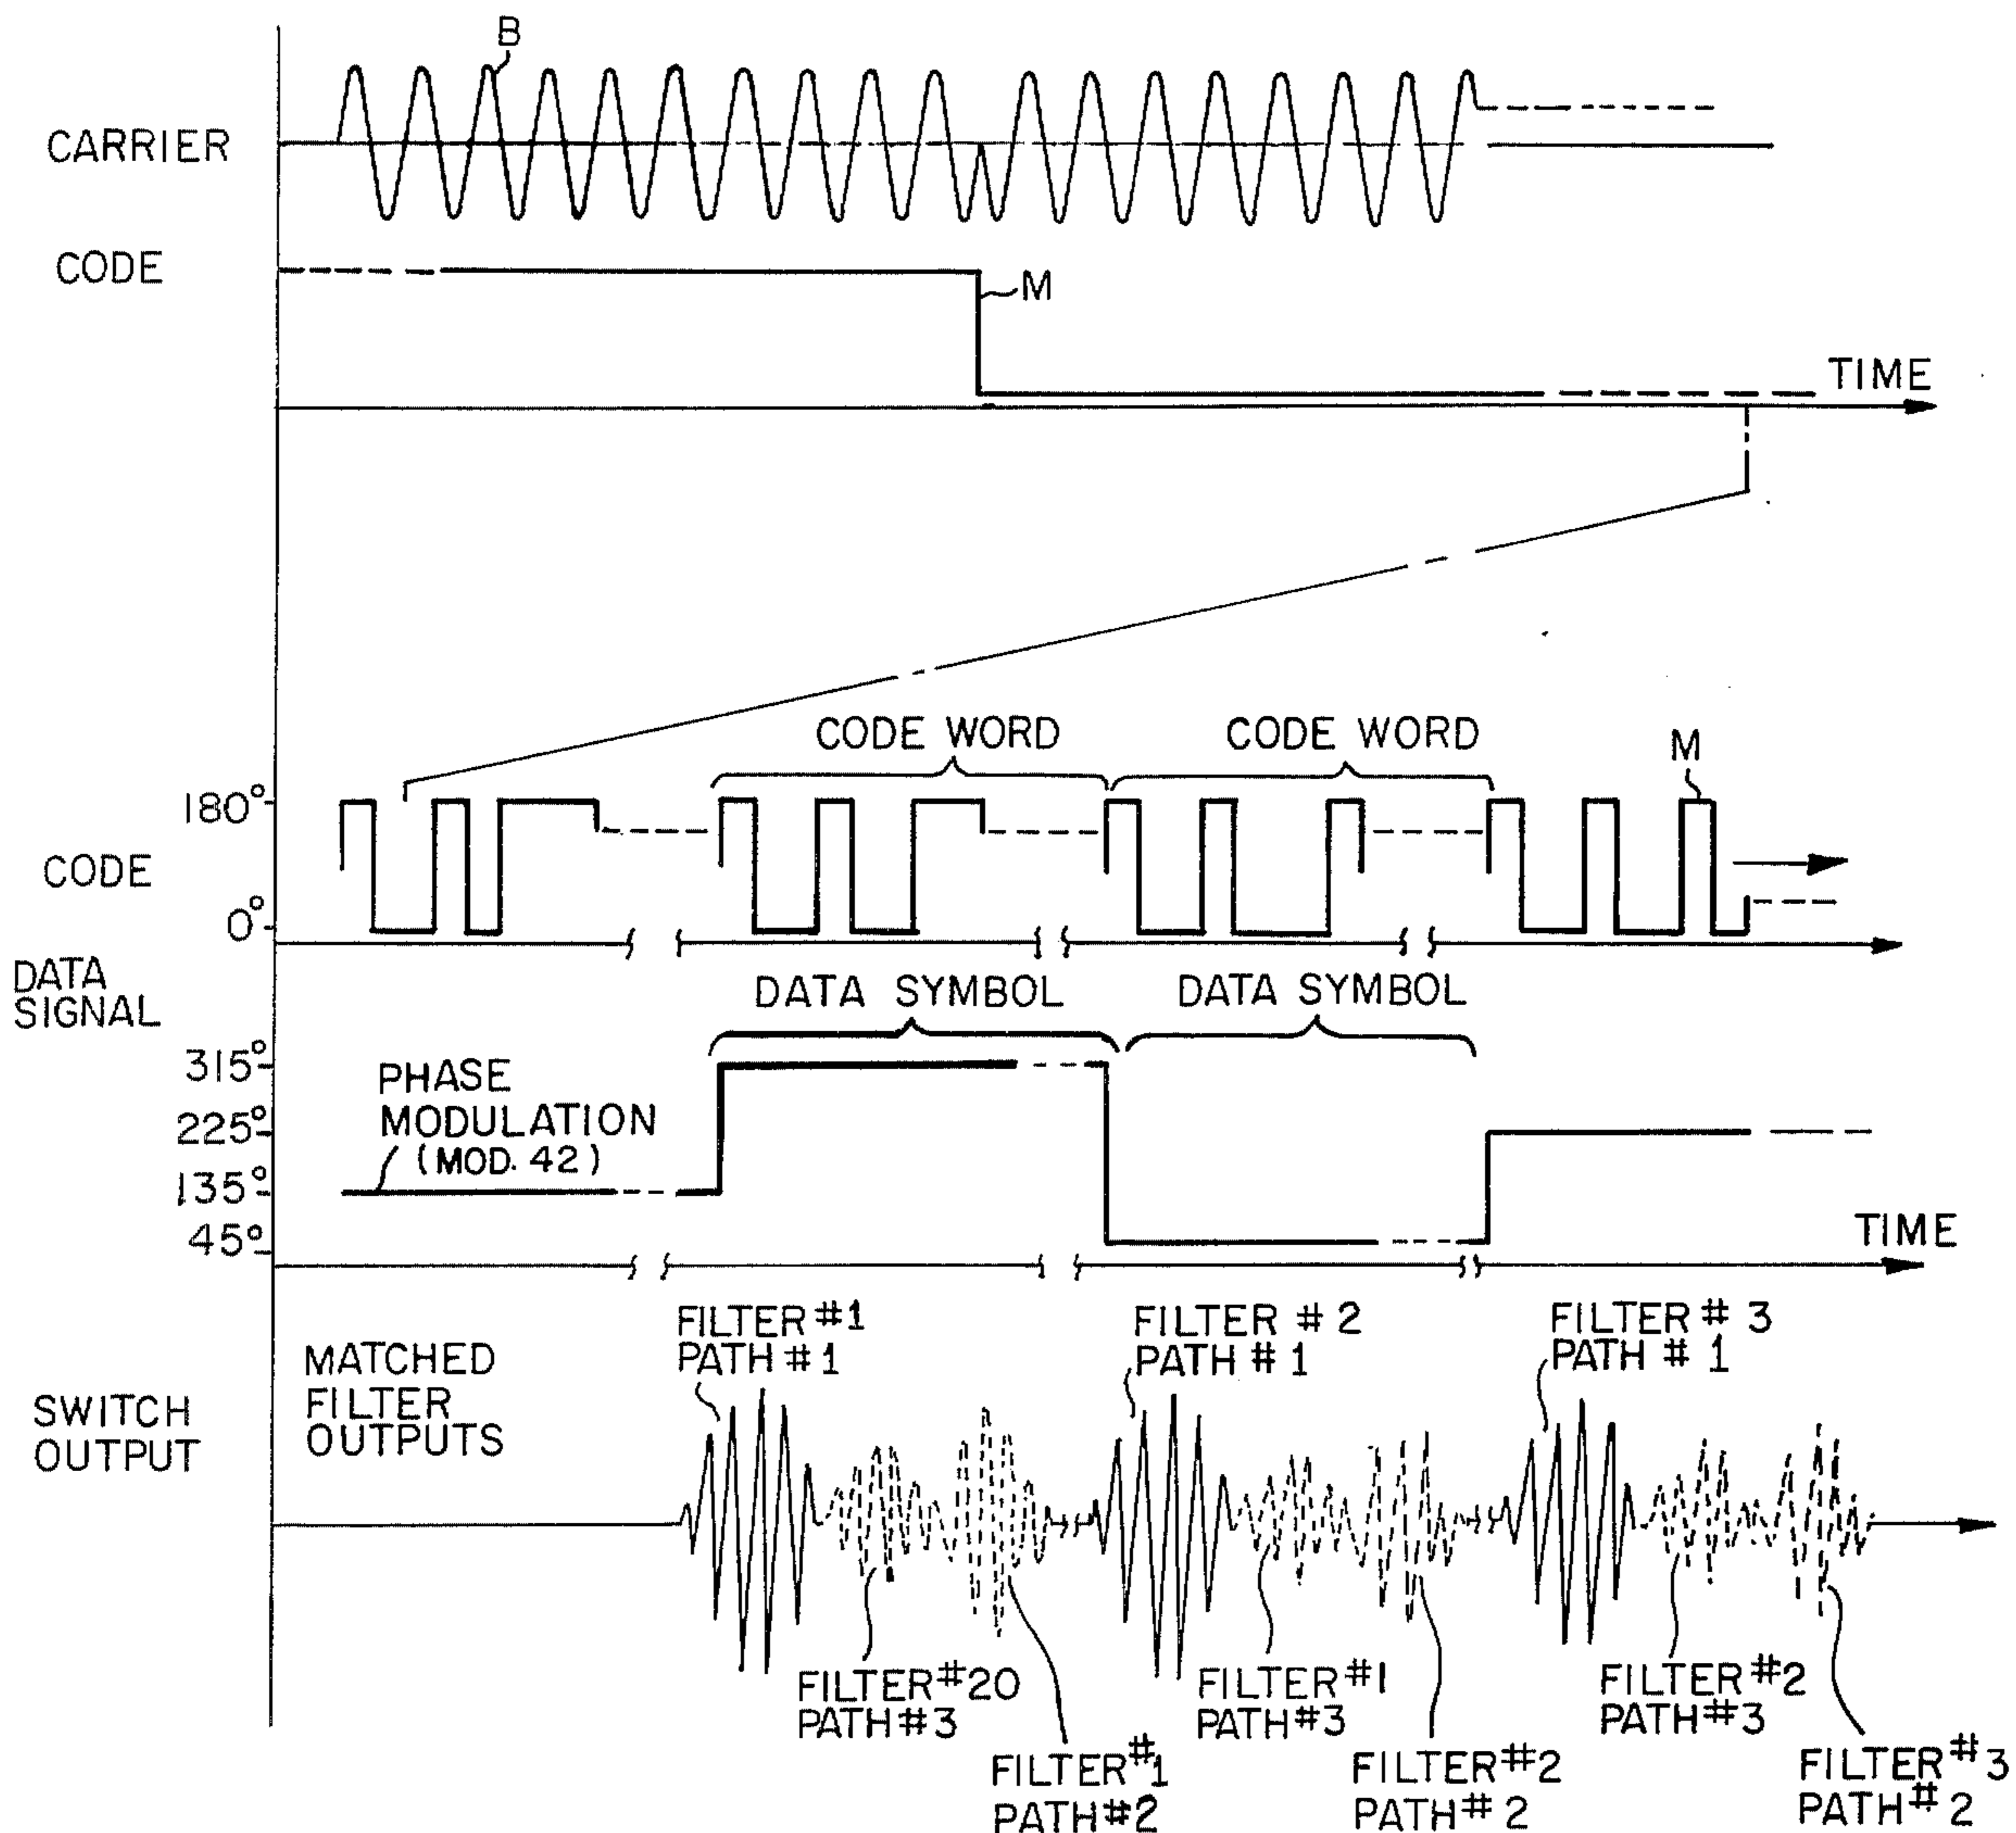 B
CARRIER
CODE
M
TIME
CODE WORD
CODE WORD
M
180°
CODE
0°
DATA
SIGNAL
DATA SYMBOL
DATA SYMBOL
315°
PHASE
MODULATION
(MOD. 42)
225°
135°
45°
TIME
FILTER #1
PATH #1
FILTER # 2
PATH # 1
FILTER # 3
PATH # 1
MATCHED
FILTER
OUTPUTS
SWITCH
OUTPUT
FILTER #20
PATH #3
FILTER #1
PATH #3
FILTER #2
PATH #3
FILTER #1
PATH #2
FILTER #2
PATH # 2
FILTER # 3
PATH # 2